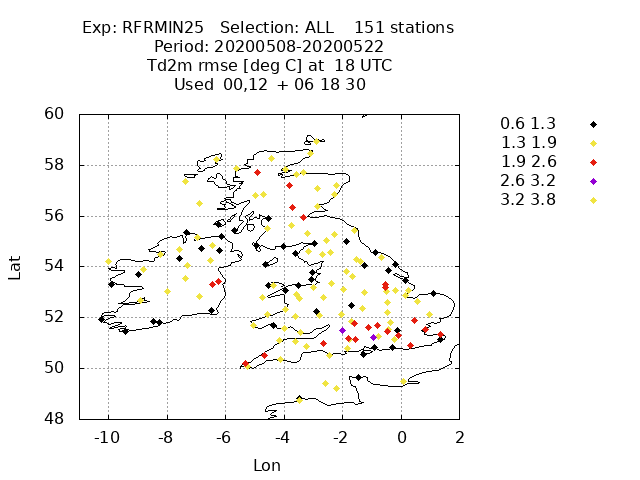 Exp: RFRMIN25 Selection: ALL 151 stations
Period: 20200508-20200522
Td2m rmse [deg C] at 18 UTC
Used 00,12 + 06 18 30
60
58
56
54
52
50
48
Lat
-10 -8 -6 -4 -2 0 2
Lon
0.6 1.3
1.3 1.9
1.9 2.6
2.6 3.2
3.2 3.8